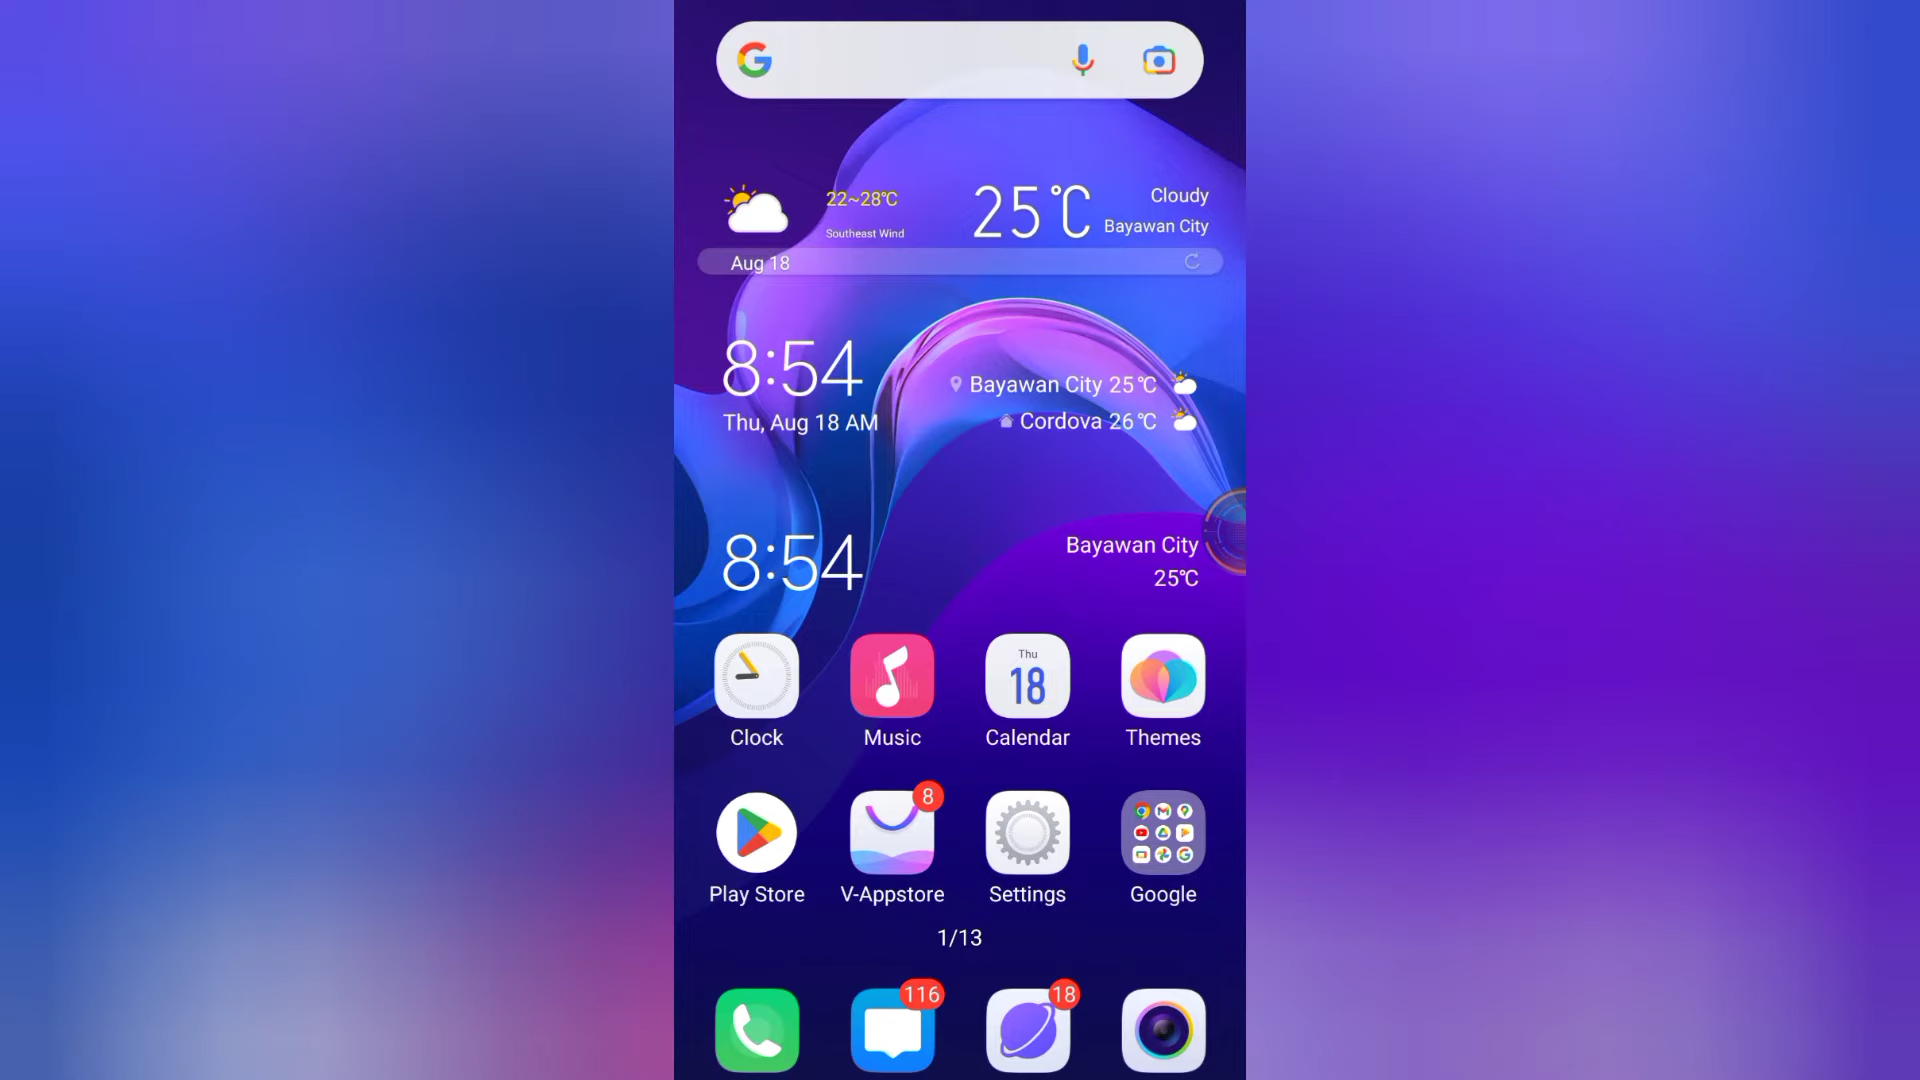 22~28℃
Southeast Wind
25℃
Cloudy
Bayawan City
Aug 18
8:54
Thu, Aug 18 AM
Bayawan City 25℃
Cordova 26℃
8:54
Bayawan City
25℃
Thu
18
Clock
Music
Calendar
Themes
8
Play Store
V-Appstore
Settings
Google
1/13
116
18